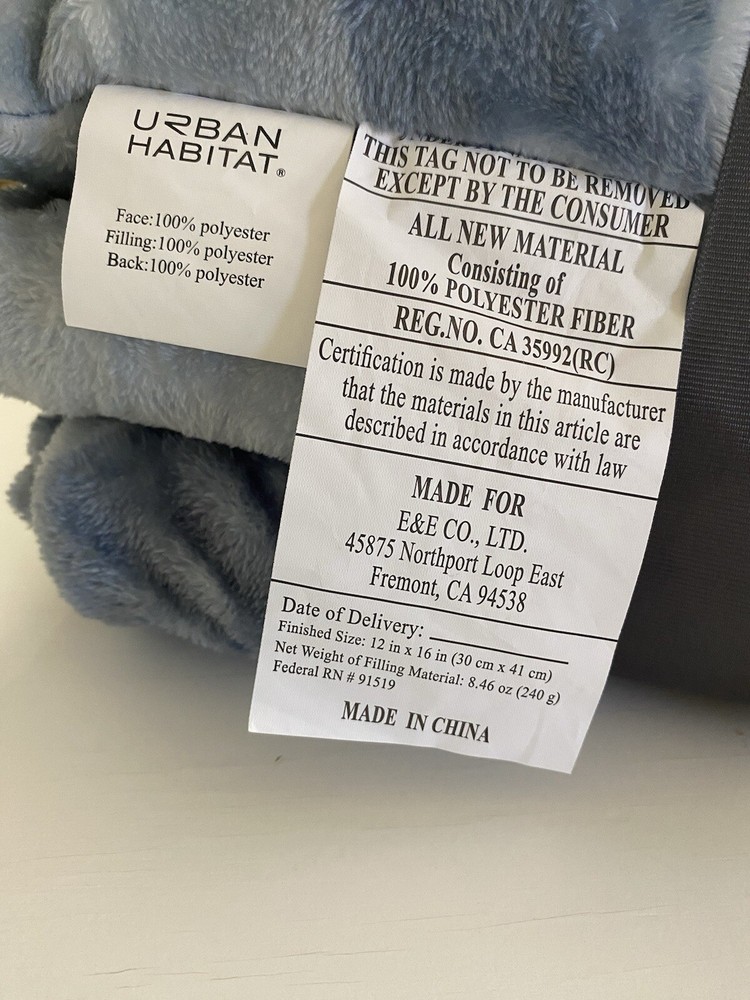 URBAN
HABITAT®
Face:100% polyester
Filling:100% polyester
Back:100% polyester
THIS TAG NOT TO BE REMOVED
EXCEPT BY THE CONSUMER
ALL NEW MATERIAL
Consisting of
100% POLYESTER FIBER
REG.NO. CA 35992(RC)
Certification is made by the manufacturer
that the materials in this article are
described in accordance with law
MADE FOR
E&E CO., LTD.
45875 Northport Loop East
Fremont, CA 94538
Date of Delivery:
Finished Size: 12 in x 16 in (30 cm x 41 cm)
Net Weight of Filling Material: 8.46 oz (240 g)
Federal RN # 91519
MADE IN CHINA